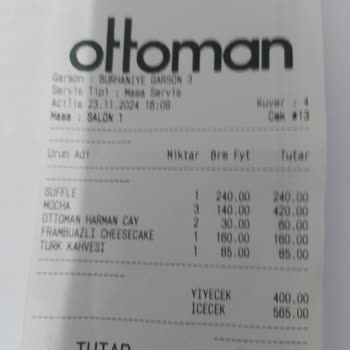 ottoman
Garson : BURHANIYE GARSON 3
Servis Tipi : Masa Servis
Acilis 23.11.2024 18:09 Kuver : 4
Masa : SALON 1 Cek #13
Urun Adi Miktar Brm Fyt Tutar
SUFFLE 1 240.00 240.00
MOCHA 3 140.00 420.00
OTTOMAN HARMAN CAY 2 30.00 60.00
FRAMBUAZLI CHEESECAKE 1 160.00 160.00
TURK KAHVESI 1 85.00 85.00
YIYECEK 400.00
ICECEK 565.00
TUTAR